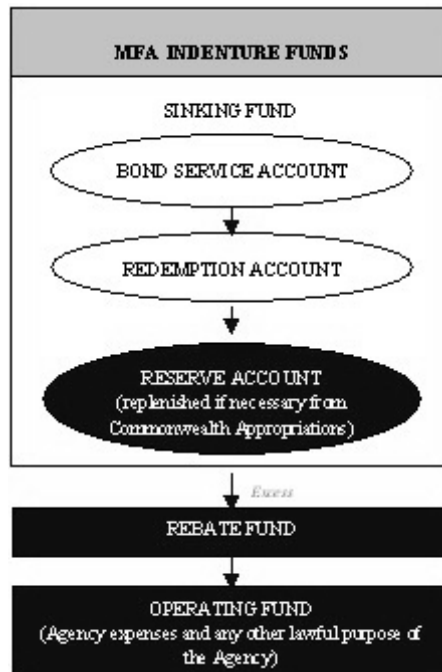 MFA INDENTURE FUNDS
SINKING FUND
BOND SERVICE ACCOUNT
REDEMPTION ACCOUNT
RESERVE ACCOUNT
(replenished if necessary from
Commonwealth Appropriations)
Excess
REBATE FUND
OPERATING FUND
(Agency expenses and any other lawful purpose of
the Agency)